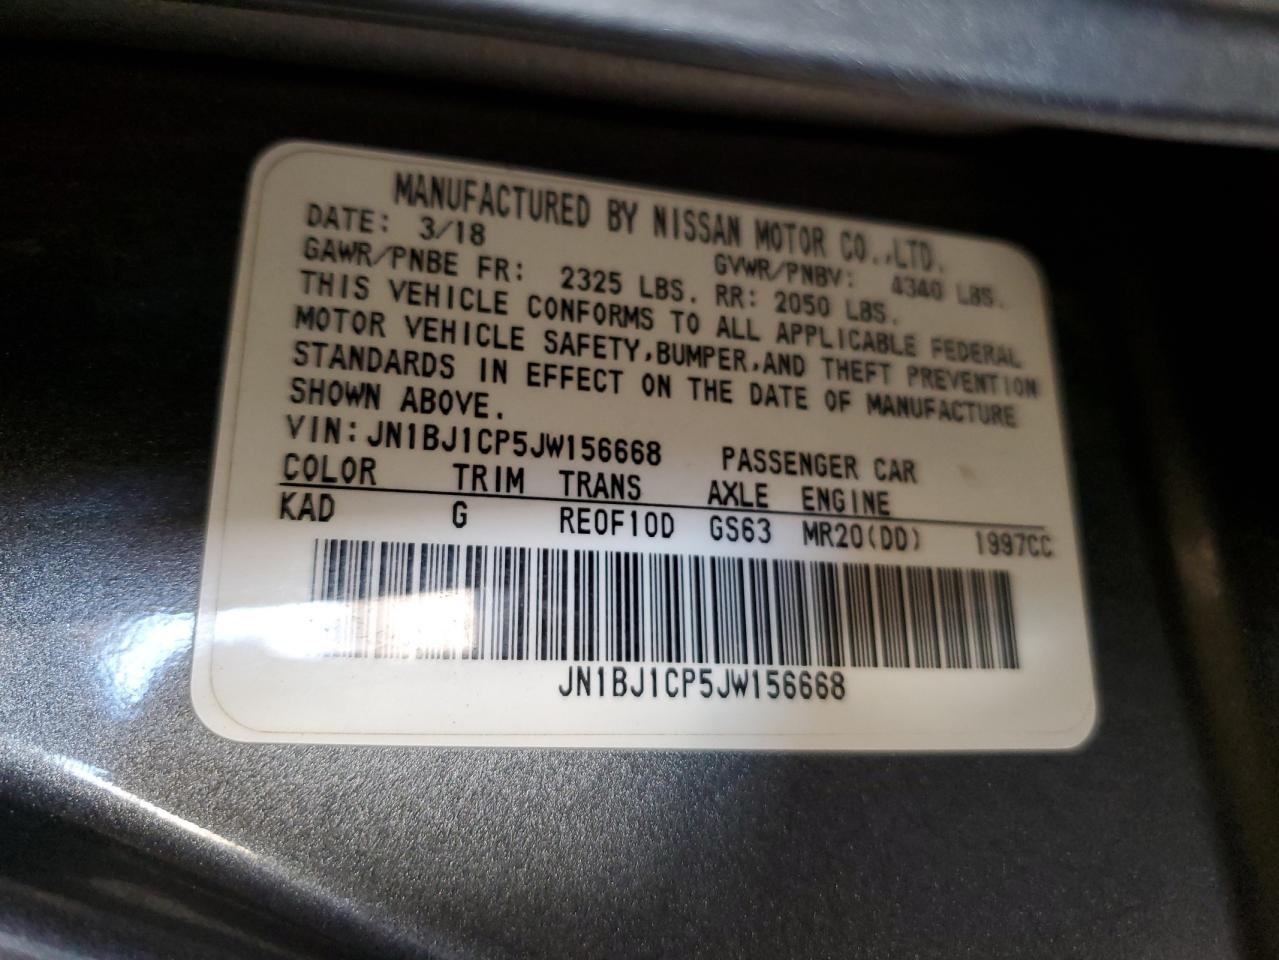 MANUFACTURED BY NISSAN MOTOR CO.,LTD.
DATE: 3/18 GVWR/PNBV: 4340 LBS.
GAWR/PNBE FR: 2325 LBS. RR: 2050 LBS.
THIS VEHICLE CONFORMS TO ALL APPLICABLE FEDERAL
MOTOR VEHICLE SAFETY,BUMPER,AND THEFT PREVENTION
STANDARDS IN EFFECT ON THE DATE OF MANUFACTURE
SHOWN ABOVE.
VIN: JN1BJ1CP5JW156668 PASSENGER CAR
COLOR TRIM TRANS AXLE ENGINE
KAD G RE0F10D GS63 MR20(DD) 1997CC
JN1BJ1CP5JW156668